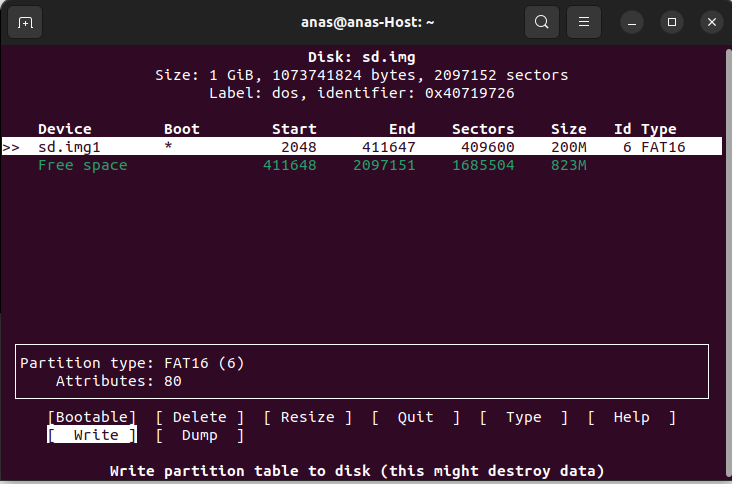 anas@anas-Host: ~
Disk: sd.img
Size: 1 GiB, 1073741824 bytes, 2097152 sectors
Label: dos, identifier: 0x40719726
Device Boot Start End Sectors Size Id Type
>> sd.img1 * 2048 411647 409600 200M 6 FAT16
Free space 411648 2097151 1685504 823M
Partition type: FAT16 (6)
Attributes: 80
[Bootable] [ Delete ] [ Resize ] [ Quit ] [ Type ] [ Help ]
[ Write ] [ Dump ]
Write partition table to disk (this might destroy data)